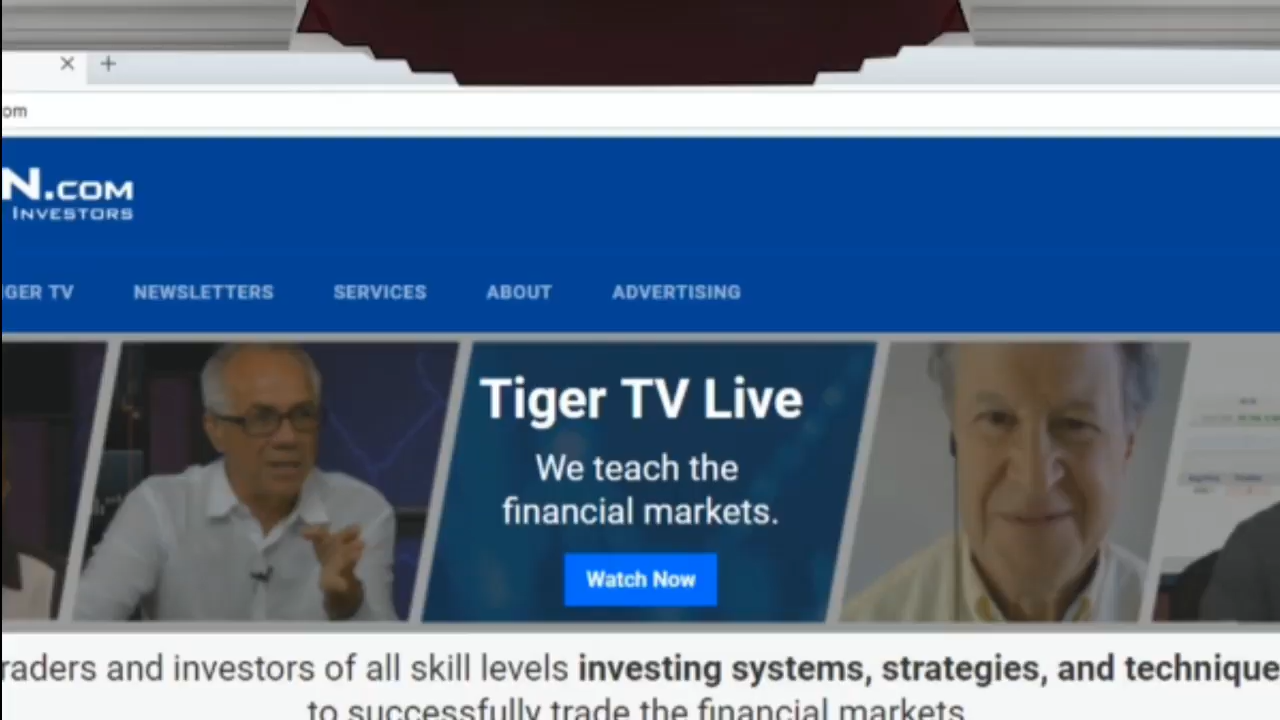 om
N.COM
INVESTORS
IGER TV NEWSLETTERS SERVICES ABOUT ADVERTISING
Tiger TV Live
We teach the
financial markets.
Watch Now
raders and investors of all skill levels investing systems, strategies, and technique
to successfully trade the financial markets